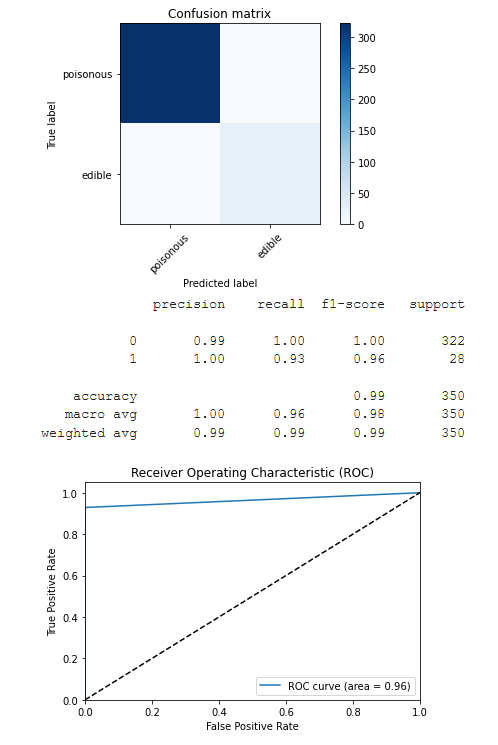 Confusion matrix
poisonous
edible
True label
poisonous
edible
Predicted label
300
250
200
150
100
50
0
precision recall f1-score support
0 0.99 1.00 1.00 322
1 1.00 0.93 0.96 28
accuracy 0.99 350
macro avg 1.00 0.96 0.98 350
weighted avg 0.99 0.99 0.99 350
Receiver Operating Characteristic (ROC)
1.0
0.8
0.6
0.4
0.2
0.0
True Positive Rate
ROC curve (area = 0.96)
0.0 0.2 0.4 0.6 0.8 1.0
False Positive Rate